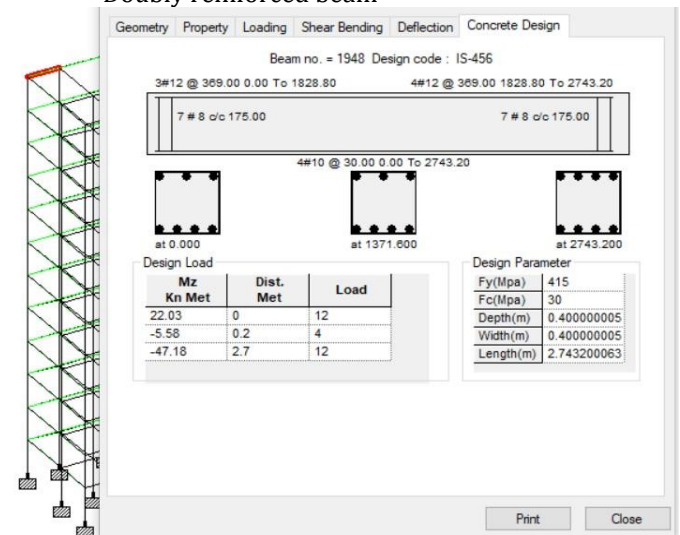 Doubly reinforced beam
Geometry Property Loading Shear Bending Deflection Concrete Design
Beam no. = 1948 Design code : IS-456
3#12 @ 369.00 0.00 To 1828.80 4#12 @ 369.00 1828.80 To 2743.20
7 # 8 c/c 175.00 7 # 8 c/c 175.00
4#10 @ 30.00 0.00 To 2743.20
at 0.000 at 1371.600 at 2743.200
Design Load
Mz Kn Met Dist. Met Load
22.03 0 12
-5.58 0.2 4
-47.18 2.7 12
Design Parameter
Fy(Mpa) 415
Fc(Mpa) 30
Depth(m) 0.400000005
Width(m) 0.400000005
Length(m) 2.743200063
Print Close